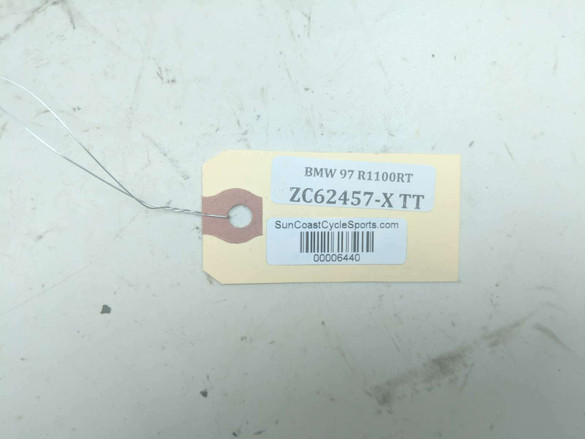 BMW 97 R1100RT
ZC62457-X TT
SunCoastCycleSports.com
00006440